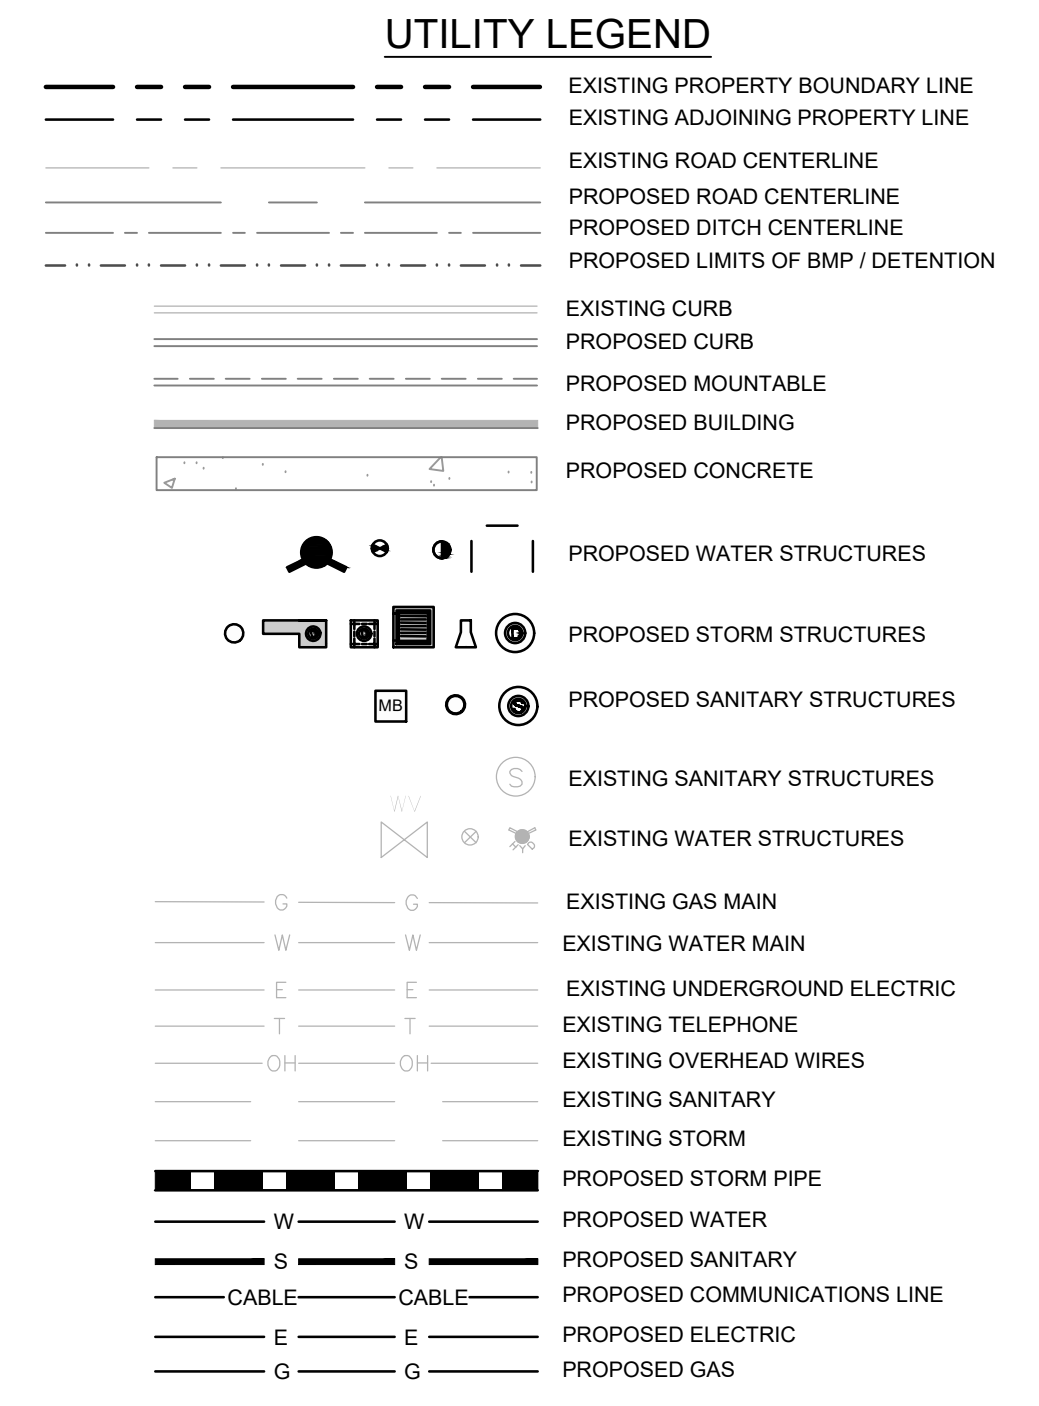 UTILITY LEGEND
EXISTING PROPERTY BOUNDARY LINE
EXISTING ADJOINING PROPERTY LINE
EXISTING ROAD CENTERLINE
PROPOSED ROAD CENTERLINE
PROPOSED DITCH CENTERLINE
PROPOSED LIMITS OF BMP / DETENTION
EXISTING CURB
PROPOSED CURB
PROPOSED MOUNTABLE
PROPOSED BUILDING
PROPOSED CONCRETE
PROPOSED WATER STRUCTURES
PROPOSED STORM STRUCTURES
MB S PROPOSED SANITARY STRUCTURES
S EXISTING SANITARY STRUCTURES
WV
EXISTING WATER STRUCTURES
G G EXISTING GAS MAIN
W W EXISTING WATER MAIN
E E EXISTING UNDERGROUND ELECTRIC
T T EXISTING TELEPHONE
OH OH EXISTING OVERHEAD WIRES
EXISTING SANITARY
EXISTING STORM
PROPOSED STORM PIPE
W W PROPOSED WATER
S S PROPOSED SANITARY
CABLE CABLE PROPOSED COMMUNICATIONS LINE
E E PROPOSED ELECTRIC
G G PROPOSED GAS